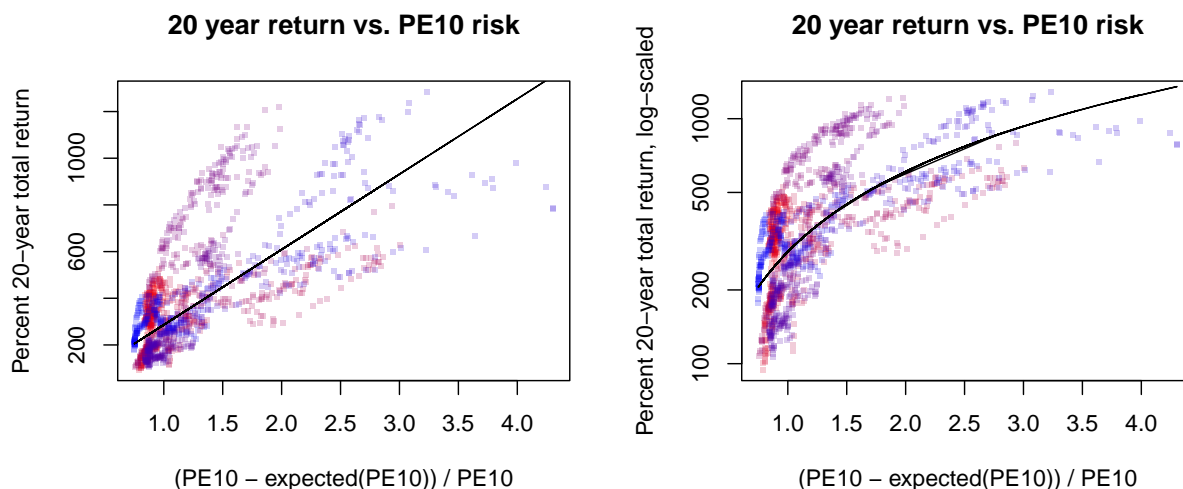 20 year return vs. PE10 risk
Percent 20−year total return
200
600
1000
1.0 1.5 2.0 2.5 3.0 3.5 4.0
(PE10 − expected(PE10)) / PE10
20 year return vs. PE10 risk
Percent 20−year total return, log−scaled
100
200
500
1000
1.0 1.5 2.0 2.5 3.0 3.5 4.0
(PE10 − expected(PE10)) / PE10